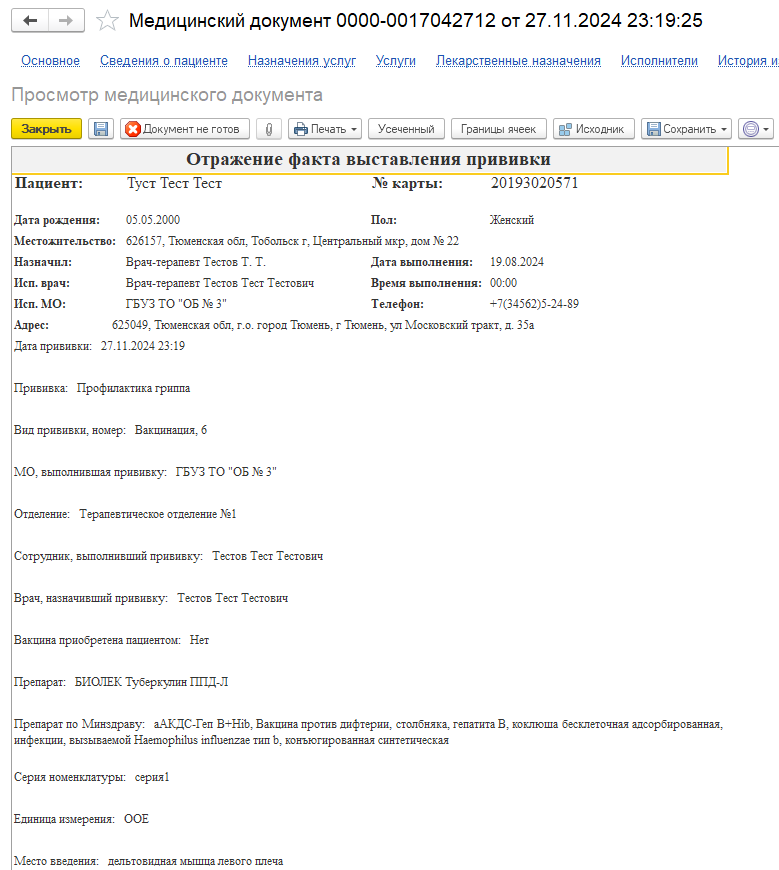 Медицинский документ 0000-0017042712 от 27.11.2024 23:19:25
Основное Сведения о пациенте Назначения услуг Услуги Лекарственные назначения Исполнители История и
Просмотр медицинского документа
Закрыть Документ не готов Печать Усеченный Границы ячеек Исходник Сохранить
Отражение факта выставления прививки
Пациент: Туст Тест Тест № карты: 20193020571
Дата рождения: 05.05.2000 Пол: Женский
Местожительство: 626157, Тюменская обл, Тобольск г, Центральный мкр, дом № 22
Назначил: Врач-терапевт Тестов Т. Т. Дата выполнения: 19.08.2024
Исп. врач: Врач-терапевт Тестов Тест Тестович Время выполнения: 00:00
Исп. МО: ГБУЗ ТО "ОБ № 3" Телефон: +7(34562)5-24-89
Адрес: 625049, Тюменская обл, г.о. город Тюмень, г Тюмень, ул Московский тракт, д. 35а
Дата прививки: 27.11.2024 23:19
Прививка: Профилактика гриппа
Вид прививки, номер: Вакцинация, 6
МО, выполнившая прививку: ГБУЗ ТО "ОБ № 3"
Отделение: Терапевтическое отделение №1
Сотрудник, выполнивший прививку: Тестов Тест Тестович
Врач, назначивший прививку: Тестов Тест Тестович
Вакцина приобретена пациентом: Нет
Препарат: БИОЛЕК Туберкулин ППД-Л
Препарат по Минздраву: аАКДС-Геп В+Hib, Вакцина против дифтерии, столбняка, гепатита В, коклюша бесклеточная адсорбированная,
инфекции, вызываемой Haemophilus influenzae тип b, конъюгированная синтетическая
Серия номенклатуры: серия1
Единица измерения: ООЕ
Место введения: дельтовидная мышца левого плеча